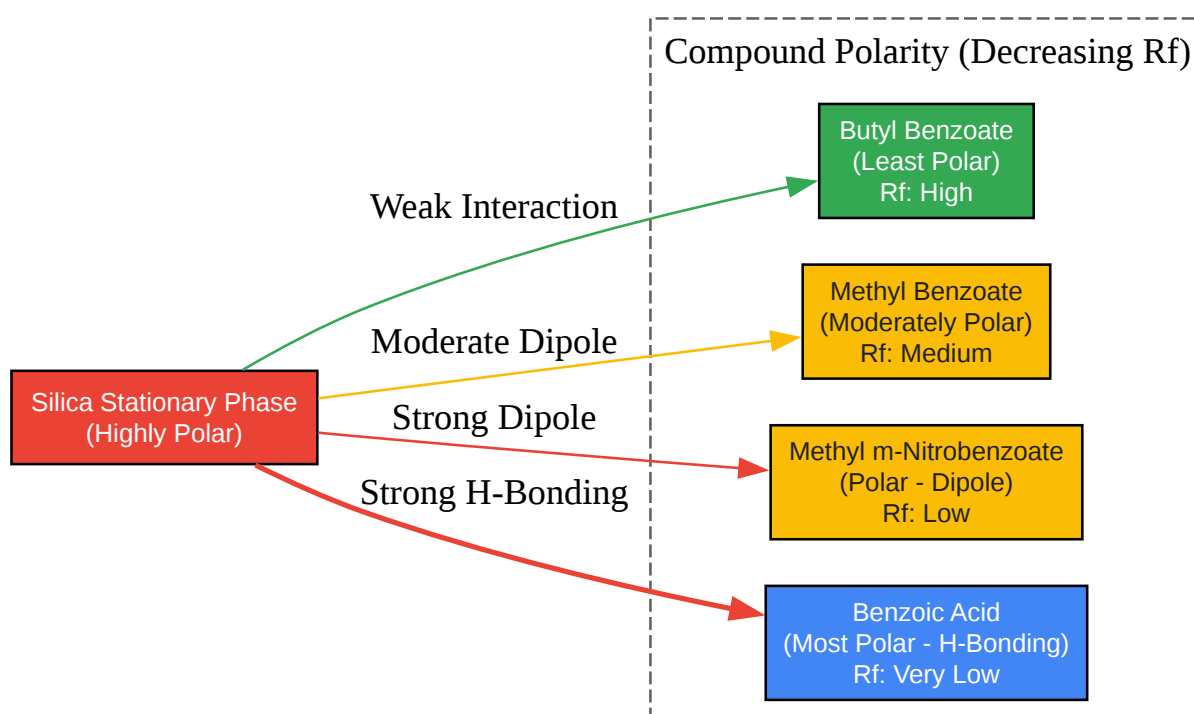 Compound Polarity (Decreasing Rf)
Butyl Benzoate
(Least Polar)
Rf: High
Weak Interaction
Methyl Benzoate
(Moderately Polar)
Rf: Medium
Moderate Dipole
Silica Stationary Phase
(Highly Polar)
Strong Dipole
Methyl m-Nitrobenzoate
(Polar - Dipole)
Rf: Low
Strong H-Bonding
Benzoic Acid
(Most Polar - H-Bonding)
Rf: Very Low